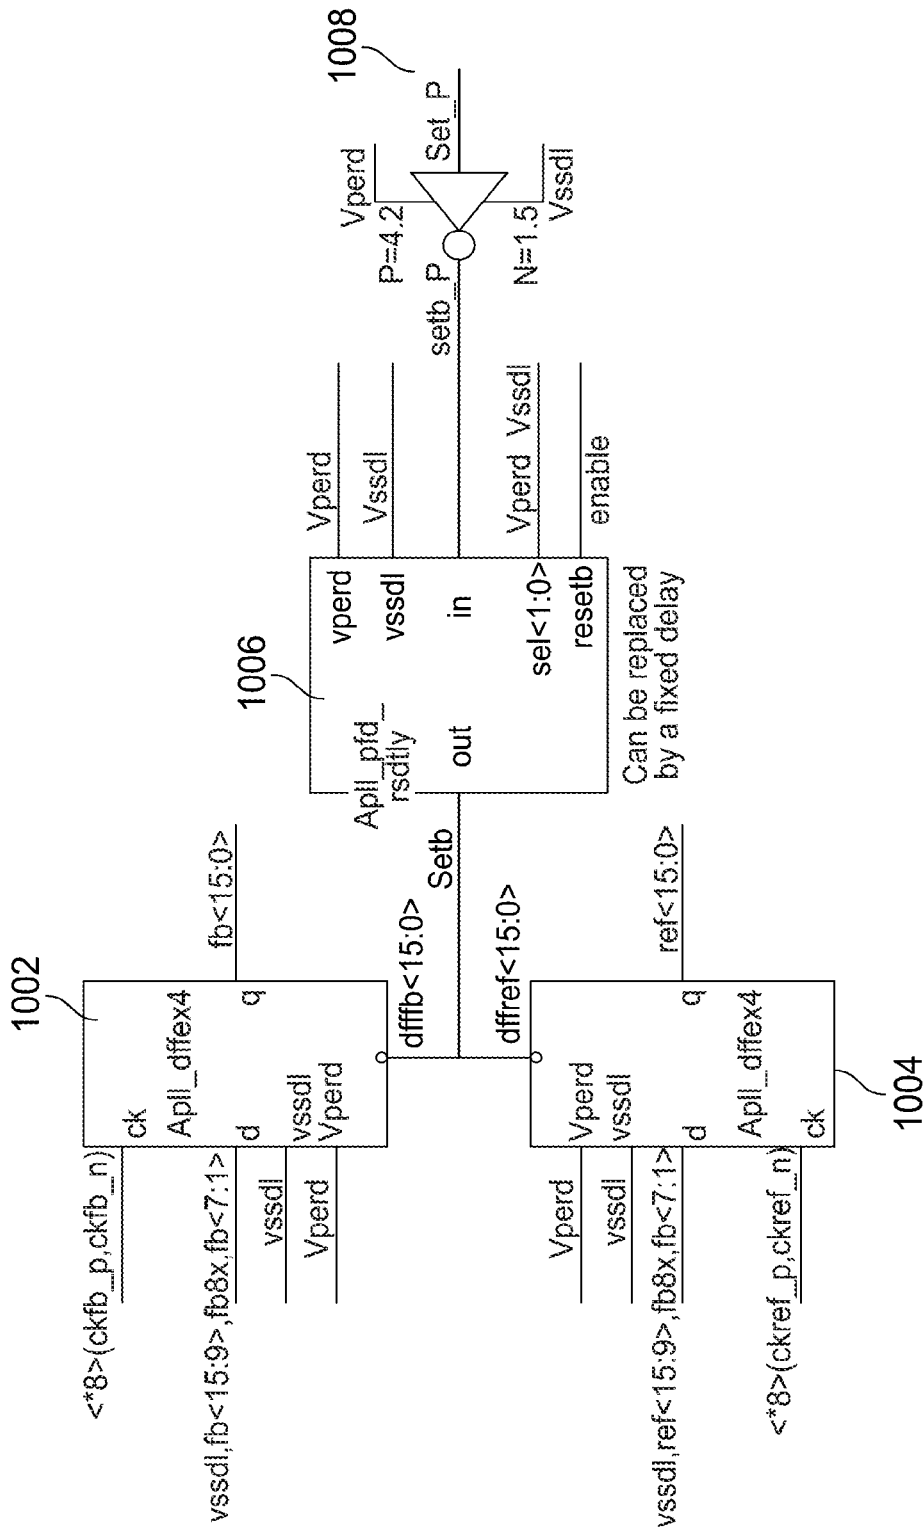 1002
<*8>(ckfb_p,ckfb_n)
ck
Apll_dffex4
vssdl,fb<15:9>,fb8x,fb<7:1>
d
q
fb<15:0>
vssdl
vssdl
Vperd
Vperd
dfffb<15:0>
Setb
dffref<15:0>
Vperd
Vperd
vssdl
vssdl
vssdl,ref<15:9>,fb8x,fb<7:1>
d
q
ref<15:0>
Apll_dffex4
<*8>(ckref_p,ckref_n)
ck
1004
1006
Apll_pfd_
rsdtly
out
vperd
vssdl
in
sel<1:0>
resetb
Can be replaced
by a fixed delay
Vperd
Vssdl
setb_P
Vperd Vssdl
enable
Vperd
P=4.2
N=1.5
Vssdl
Set_P
1008